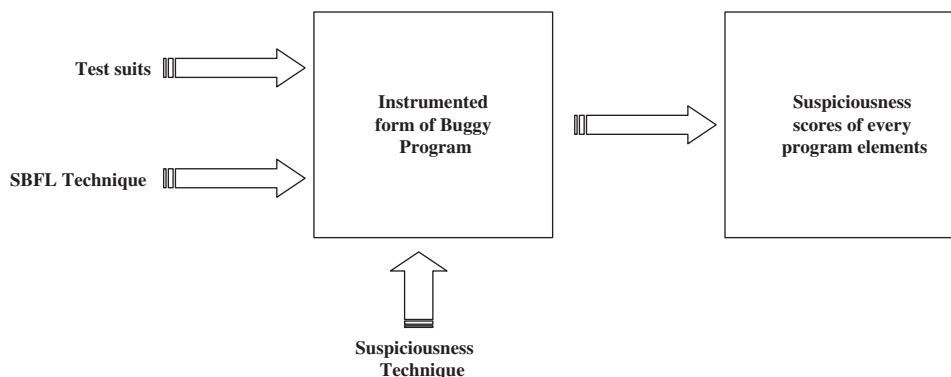 Test suits
SBFL Technique
Instrumented
form of Buggy
Program
Suspiciousness
Technique
Suspiciousness
scores of every
program elements